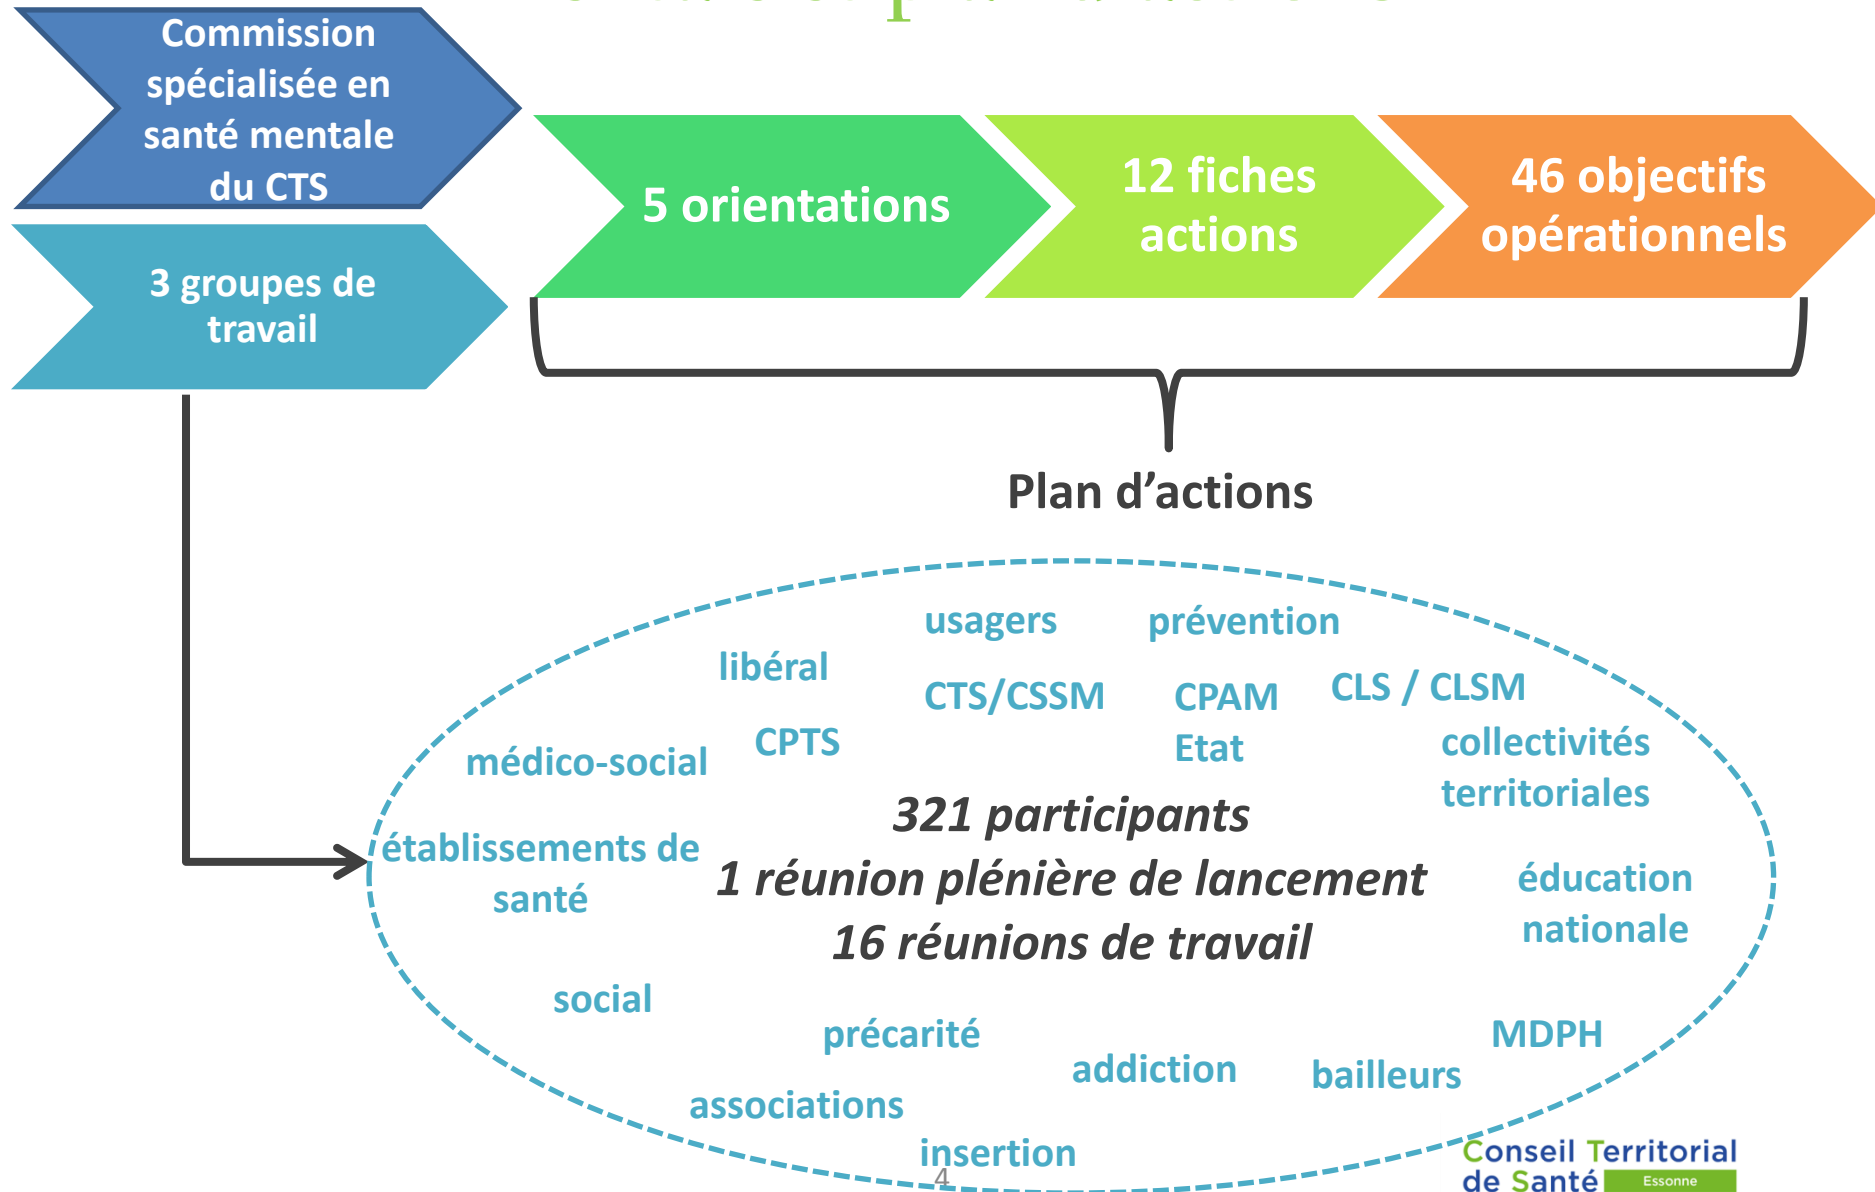 Commission
spécialisée en
santé mentale
du CTS
3 groupes de
travail
5 orientations
12 fiches
actions
46 objectifs
opérationnels
Plan d’actions
usagers
prévention
libéral
CTS/CSSM
CPAM
Etat
CLS / CLSM
CPTS
médico-social
collectivités
territoriales
321 participants
1 réunion plénière de lancement
16 réunions de travail
établissements de
santé
éducation
nationale
social
précarité
MDPH
addiction
bailleurs
associations
insertion
4
Conseil Territorial
de Santé Essonne